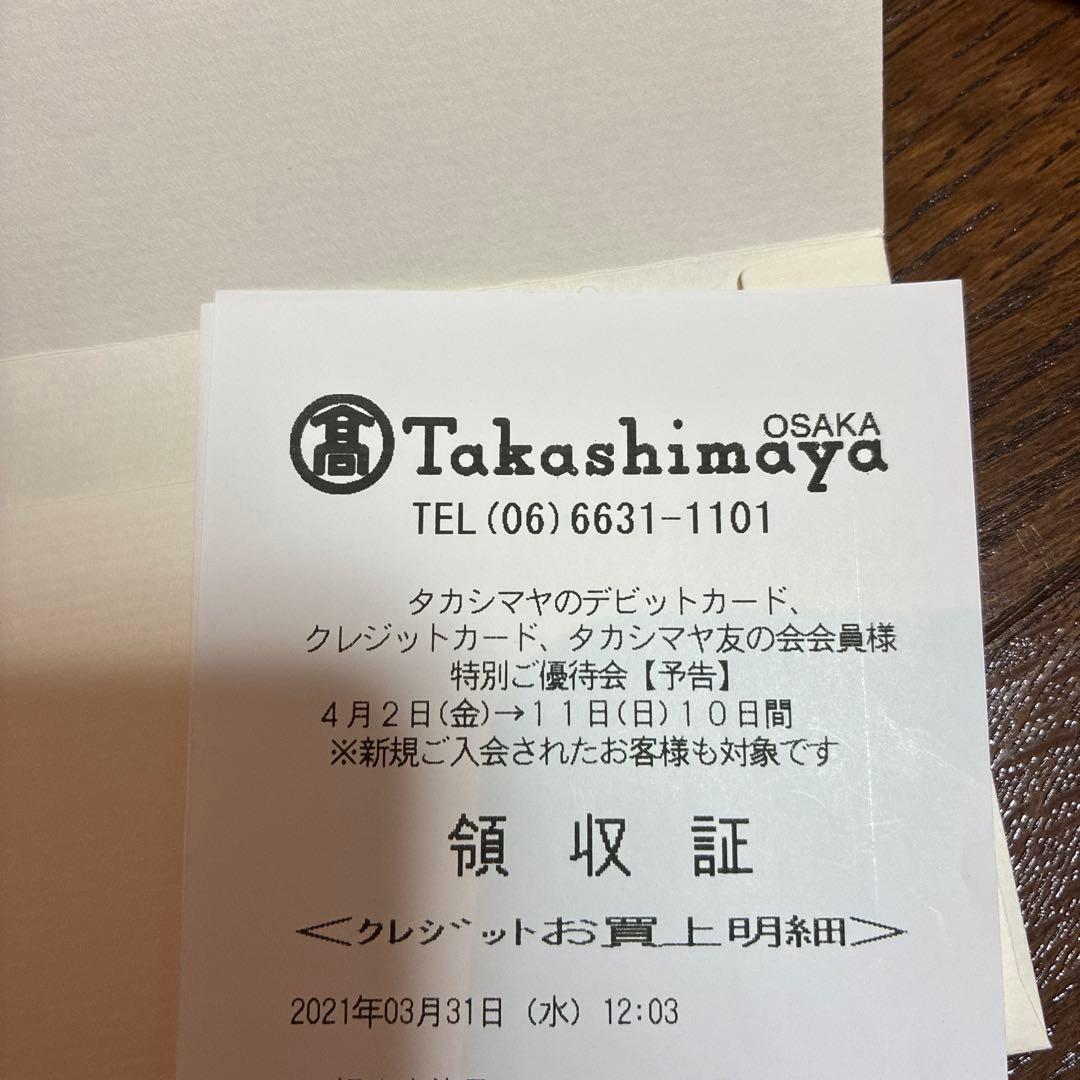 髙 Takashimaya OSAKA
TEL(06)6631-1101
タカシマヤのデビットカード、
クレジットカード、タカシマヤ友の会会員様
特別ご優待会【予告】
4月2日(金)→11日(日)10日間
※新規ご入会されたお客様も対象です
領収証
<クレジットお買上明細>
2021年03月31日(水) 12:03